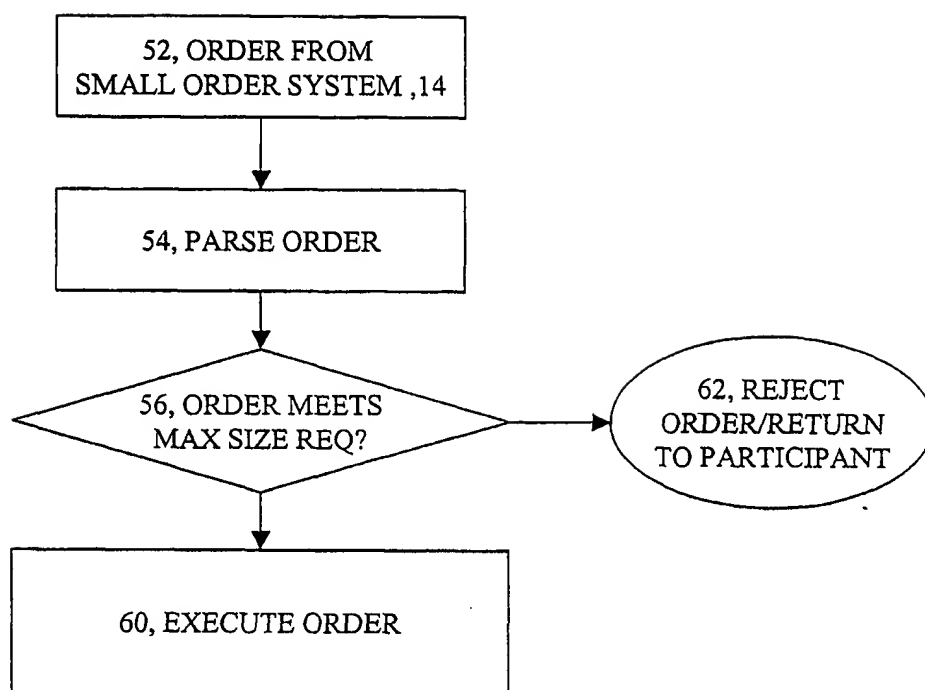 52, ORDER FROM
SMALL ORDER SYSTEM ,14
54, PARSE ORDER
56, ORDER MEETS
MAX SIZE REQ?
62, REJECT
ORDER/RETURN
TO PARTICIPANT
60, EXECUTE ORDER